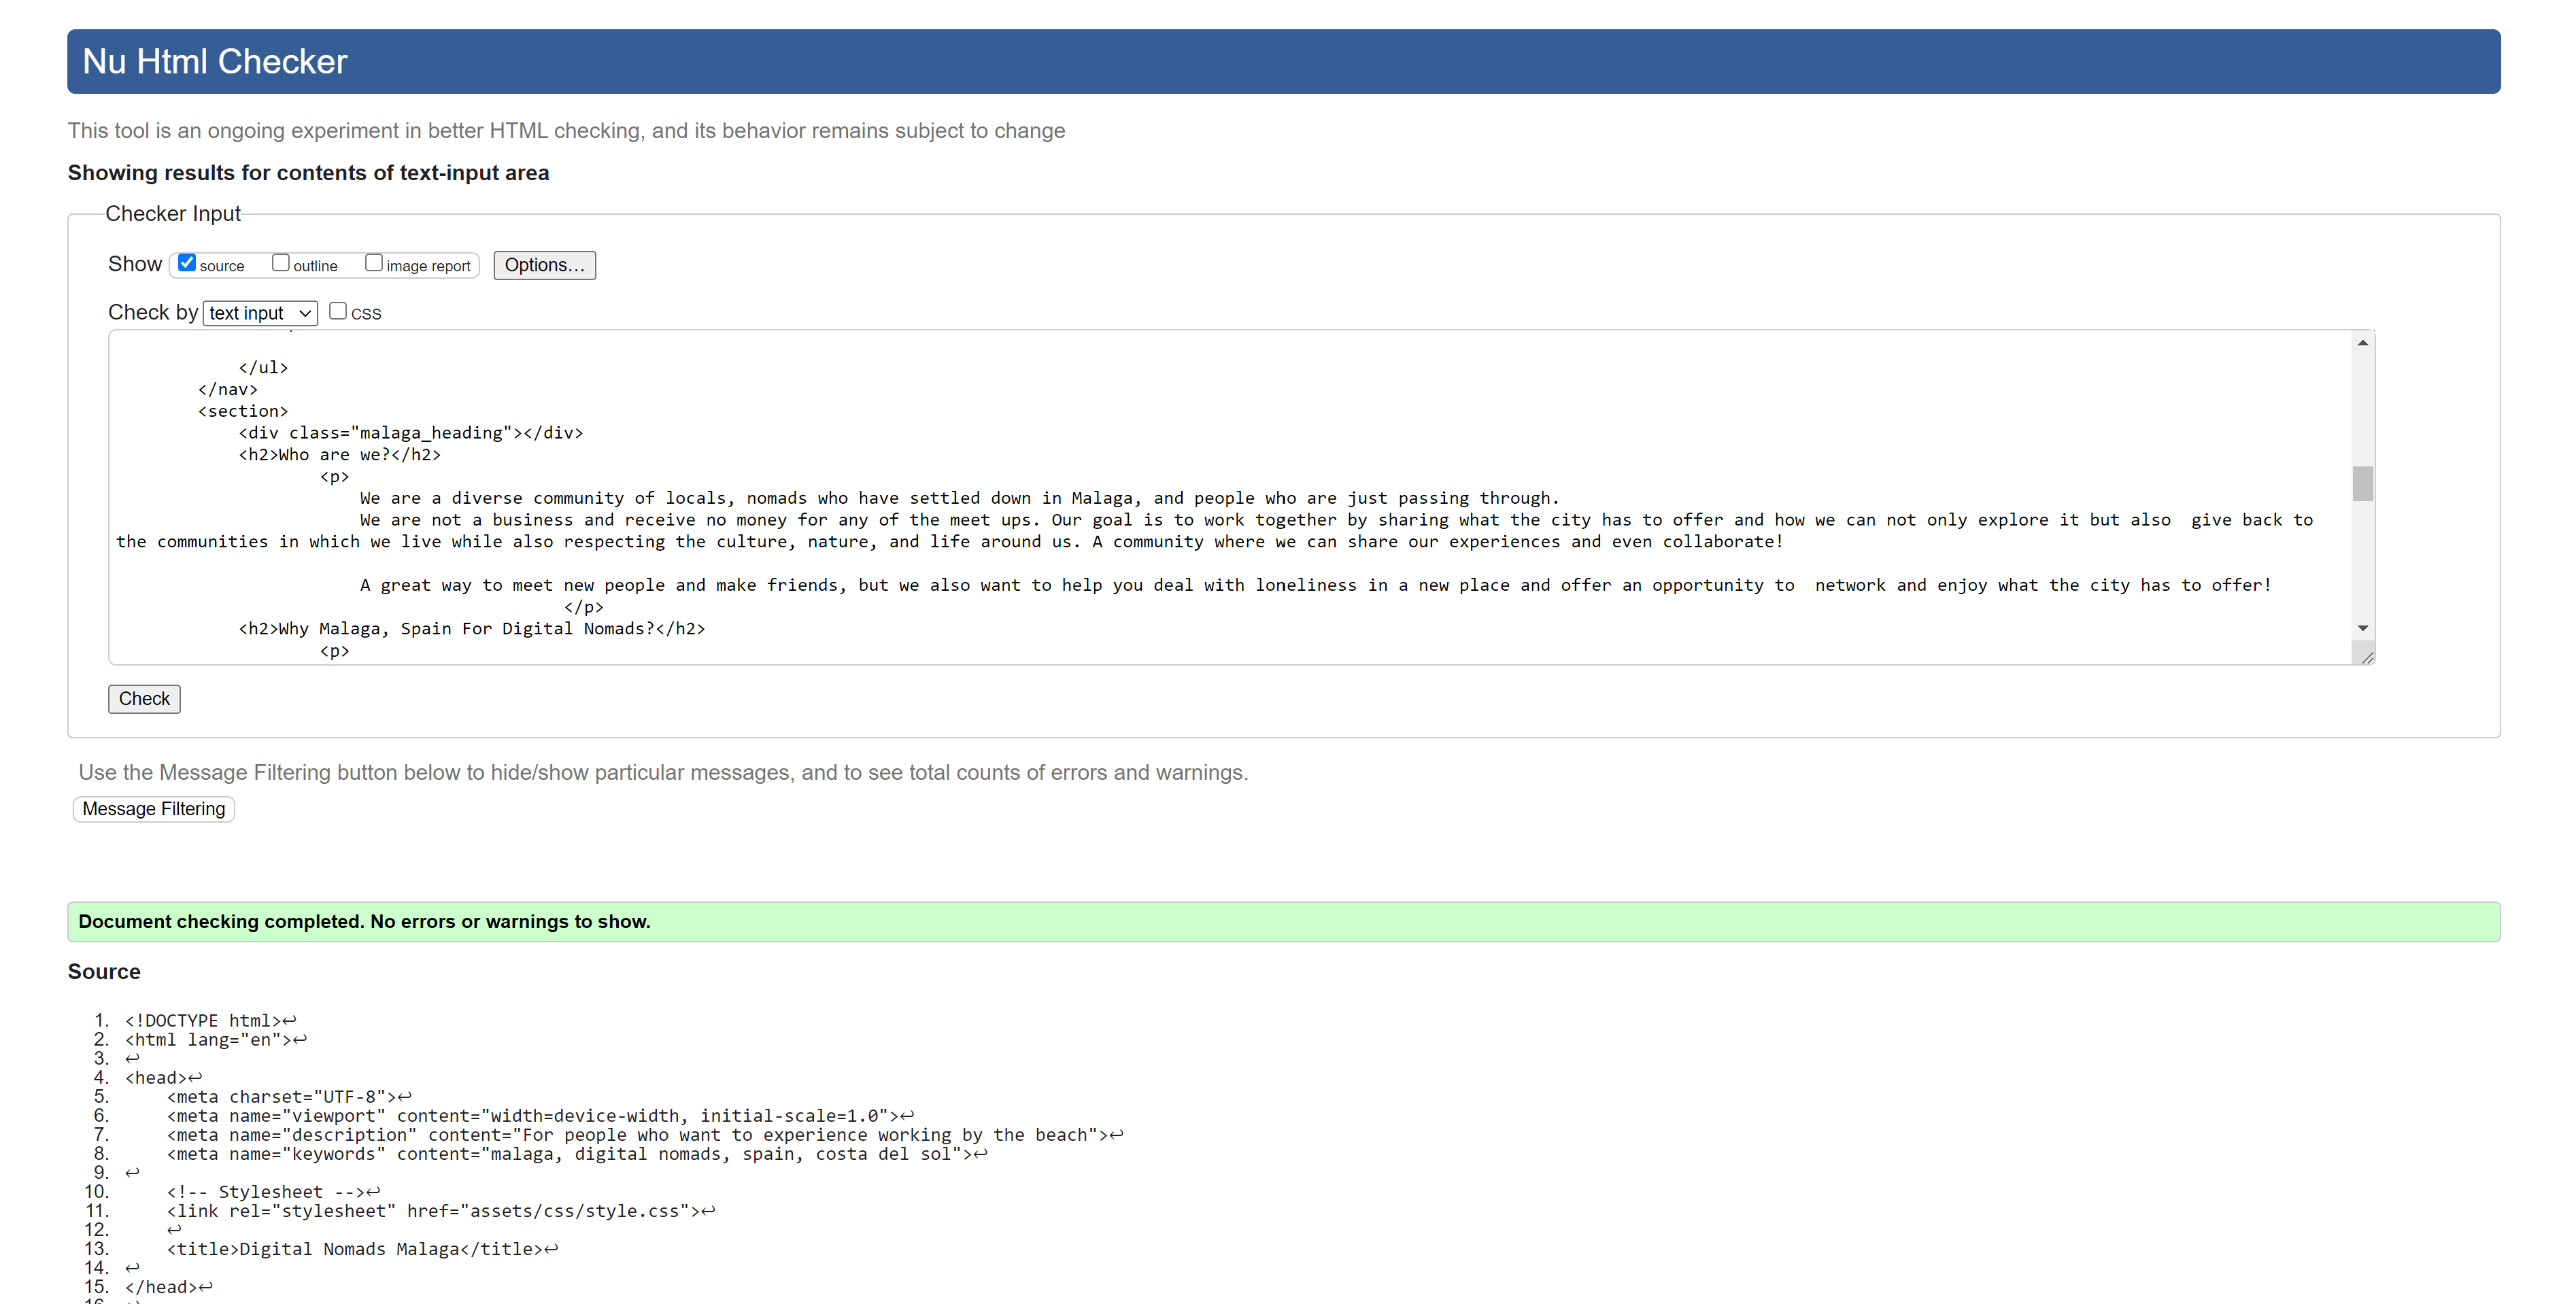 Nu Html Checker
This tool is an ongoing experiment in better HTML checking, and its behavior remains subject to change
Showing results for contents of text-input area
Checker Input
Show source outline image report Options...
Check by text input CSS
</ul>
</nav>
<section>
<div class="malaga_heading"></div>
<h2>Who are we?</h2>
<p>
We are a diverse community of locals, nomads who have settled down in Malaga, and people who are just passing through.
We are not a business and receive no money for any of the meet ups. Our goal is to work together by sharing what the city has to offer and how we can not only explore it but also  give back to
the communities in which we live while also respecting the culture, nature, and life around us. A community where we can share our experiences and even collaborate!
A great way to meet new people and make friends, but we also want to help you deal with loneliness in a new place and offer an opportunity to  network and enjoy what the city has to offer!
</p>
<h2>Why Malaga, Spain For Digital Nomads?</h2>
<p>
Check
Use the Message Filtering button below to hide/show particular messages, and to see total counts of errors and warnings.
Message Filtering
Document checking completed. No errors or warnings to show.
Source
1. <!DOCTYPE html>↩
2. <html lang="en">↩
3. ↩
4. <head>↩
5. <meta charset="UTF-8">↩
6. <meta name="viewport" content="width=device-width, initial-scale=1.0">↩
7. <meta name="description" content="For people who want to experience working by the beach">↩
8. <meta name="keywords" content="malaga, digital nomads, spain, costa del sol">↩
9. ↩
10. <!-- Stylesheet -->↩
11. <link rel="stylesheet" href="assets/css/style.css">↩
12. ↩
13. <title>Digital Nomads Malaga</title>↩
14. ↩
15. </head>↩